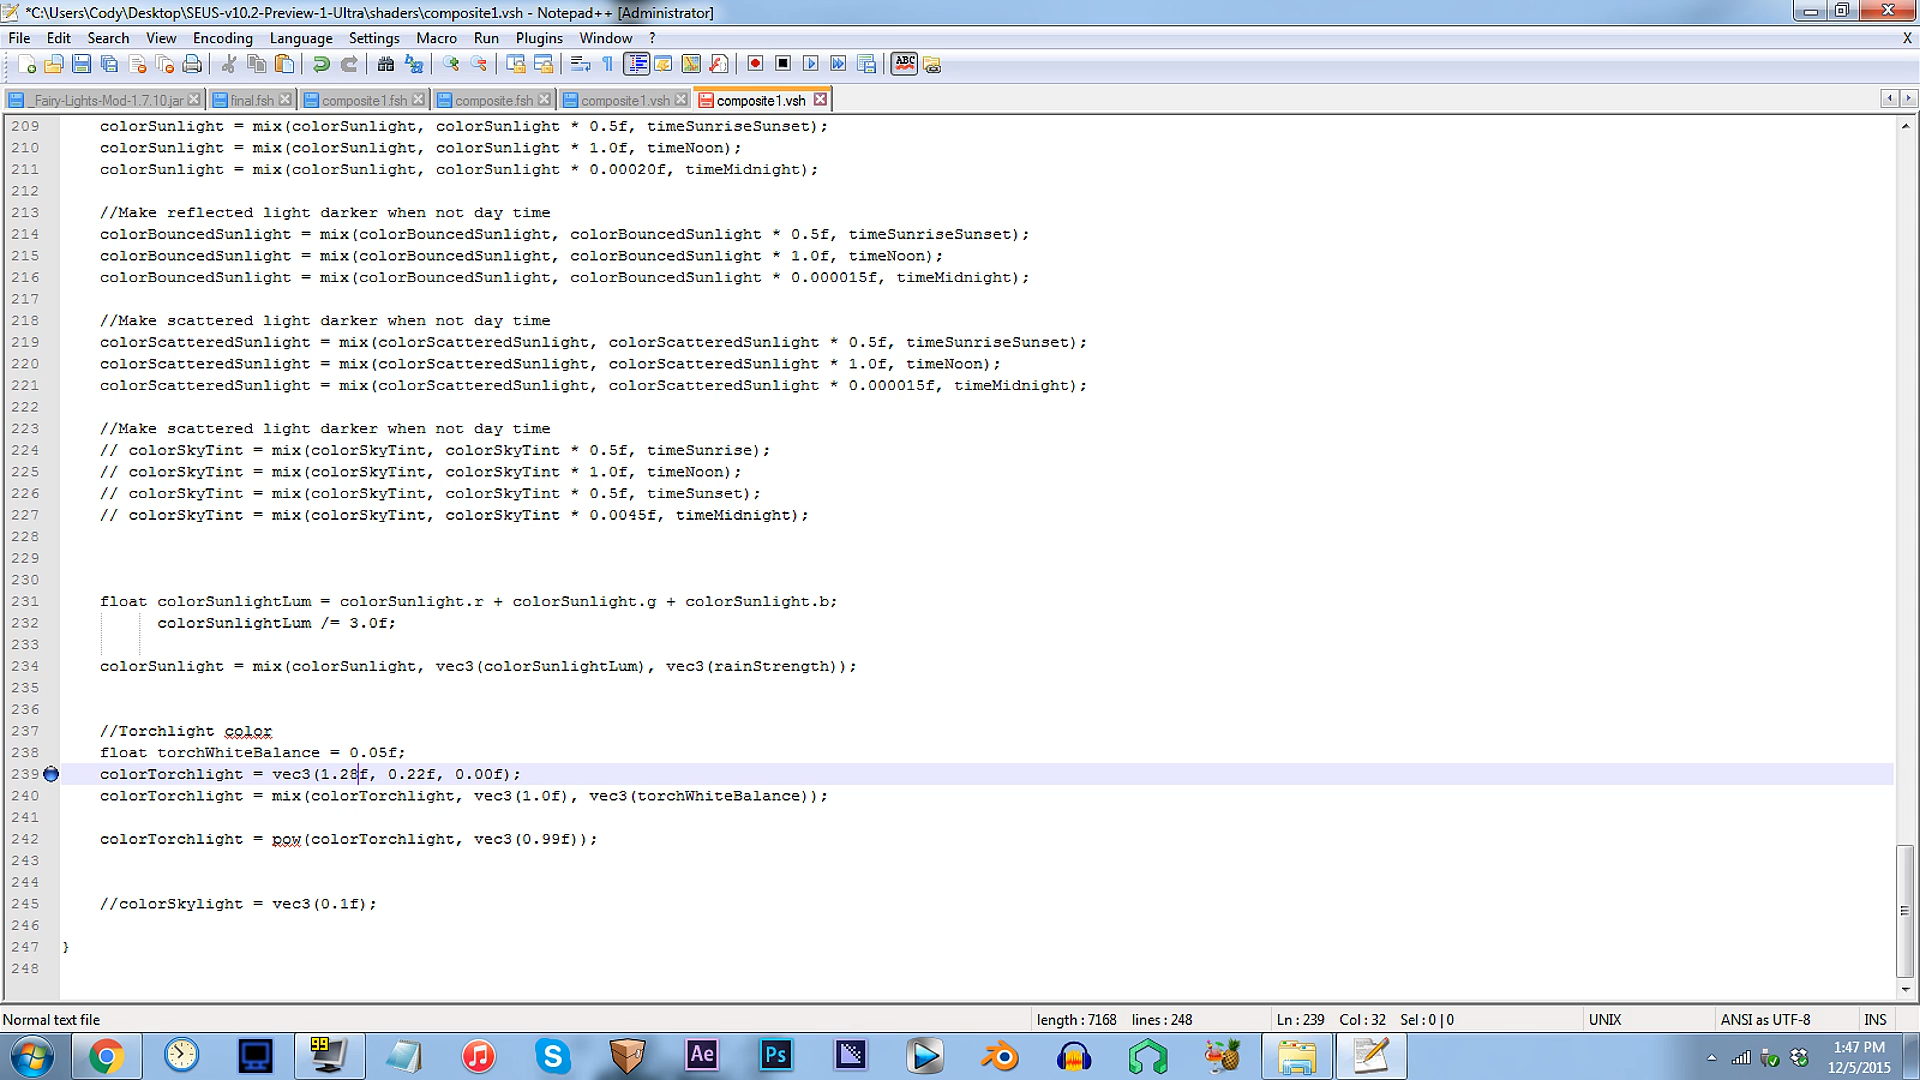 *C:\Users\Cody\Desktop\SEUS-v10.2-Preview-1-Ultra\shaders\composite1.vsh - Notepad++ [Administrator]
File Edit Search View Encoding Language Settings Macro Run Plugins Window ? X
_Fairy-Lights-Mod-1.7.10.jar final.fsh composite1.fsh composite.fsh composite1.vsh composite1.vsh
209 colorSunlight = mix(colorSunlight, colorSunlight * 0.5f, timeSunriseSunset);
210 colorSunlight = mix(colorSunlight, colorSunlight * 1.0f, timeNoon);
211 colorSunlight = mix(colorSunlight, colorSunlight * 0.00020f, timeMidnight);
212
213 //Make reflected light darker when not day time
214 colorBouncedSunlight = mix(colorBouncedSunlight, colorBouncedSunlight * 0.5f, timeSunriseSunset);
215 colorBouncedSunlight = mix(colorBouncedSunlight, colorBouncedSunlight * 1.0f, timeNoon);
216 colorBouncedSunlight = mix(colorBouncedSunlight, colorBouncedSunlight * 0.000015f, timeMidnight);
217
218 //Make scattered light darker when not day time
219 colorScatteredSunlight = mix(colorScatteredSunlight, colorScatteredSunlight * 0.5f, timeSunriseSunset);
220 colorScatteredSunlight = mix(colorScatteredSunlight, colorScatteredSunlight * 1.0f, timeNoon);
221 colorScatteredSunlight = mix(colorScatteredSunlight, colorScatteredSunlight * 0.000015f, timeMidnight);
222
223 //Make scattered light darker when not day time
224 // colorSkyTint = mix(colorSkyTint, colorSkyTint * 0.5f, timeSunrise);
225 // colorSkyTint = mix(colorSkyTint, colorSkyTint * 1.0f, timeNoon);
226 // colorSkyTint = mix(colorSkyTint, colorSkyTint * 0.5f, timeSunset);
227 // colorSkyTint = mix(colorSkyTint, colorSkyTint * 0.0045f, timeMidnight);
228
229
230
231 float colorSunlightLum = colorSunlight.r + colorSunlight.g + colorSunlight.b;
232 colorSunlightLum /= 3.0f;
233
234 colorSunlight = mix(colorSunlight, vec3(colorSunlightLum), vec3(rainStrength));
235
236
237 //Torchlight color
238 float torchWhiteBalance = 0.05f;
239 colorTorchlight = vec3(1.28f, 0.22f, 0.00f);
240 colorTorchlight = mix(colorTorchlight, vec3(1.0f), vec3(torchWhiteBalance));
241
242 colorTorchlight = pow(colorTorchlight, vec3(0.99f));
243
244
245 //colorSkylight = vec3(0.1f);
246
247 }
248
Normal text file length : 7168 lines : 248 Ln : 239 Col : 32 Sel : 0 | 0 UNIX ANSI as UTF-8 INS
99 Ae Ps
1:47 PM
12/5/2015